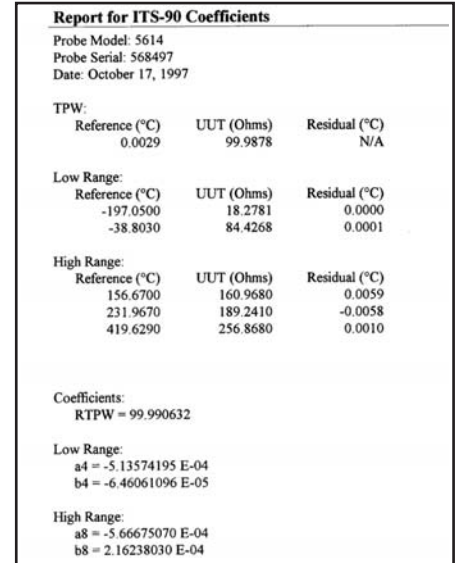 Report for ITS-90 Coefficients
Probe Model: 5614
Probe Serial: 568497
Date: October 17, 1997
TPW:
Reference (°C) UUT (Ohms) Residual (°C)
0.0029 99.9878 N/A
Low Range:
Reference (°C) UUT (Ohms) Residual (°C)
-197.0500 18.2781 0.0000
-38.8030 84.4268 0.0001
High Range:
Reference (°C) UUT (Ohms) Residual (°C)
156.6700 160.9680 0.0059
231.9670 189.2410 -0.0058
419.6290 256.8680 0.0010
Coefficients:
RTPW = 99.990632
Low Range:
a4 = -5.13574195 E-04
b4 = -6.46061096 E-05
High Range:
a8 = -5.66675070 E-04
b8 = 2.16238030 E-04